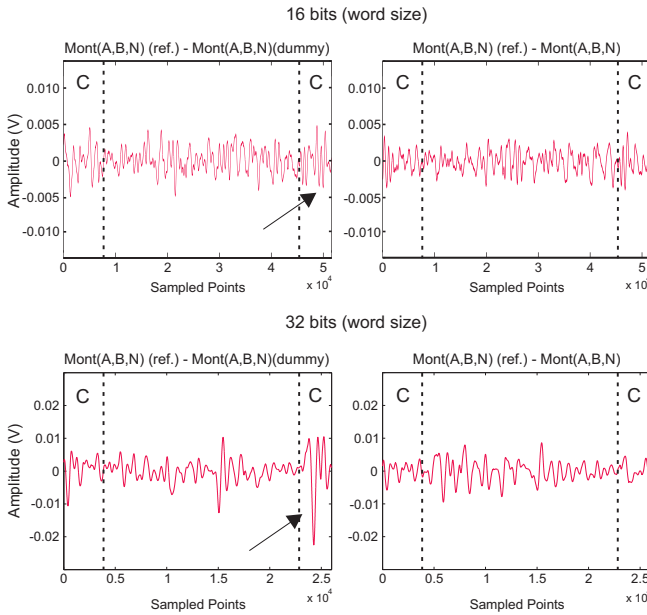 16 bits (word size)
Mont(A,B,N) (ref.) - Mont(A,B,N)(dummy)
Mont(A,B,N) (ref.) - Mont(A,B,N)
C
C
C
C
0.010
0.005
0
-0.005
-0.010
Amplitude (V)
0.010
0.005
0
-0.005
-0.010
0
1
2
3
4
5
x 10^4
Sampled Points
0
1
2
3
4
5
x 10^4
Sampled Points
32 bits (word size)
Mont(A,B,N) (ref.) - Mont(A,B,N)(dummy)
Mont(A,B,N) (ref.) - Mont(A,B,N)
C
C
C
C
0.02
0.01
0
-0.01
-0.02
Amplitude (V)
0.02
0.01
0
-0.01
-0.02
0
0.5
1
1.5
2
2.5
x 10^4
Sampled Points
0
0.5
1
1.5
2
2.5
x 10^4
Sampled Points